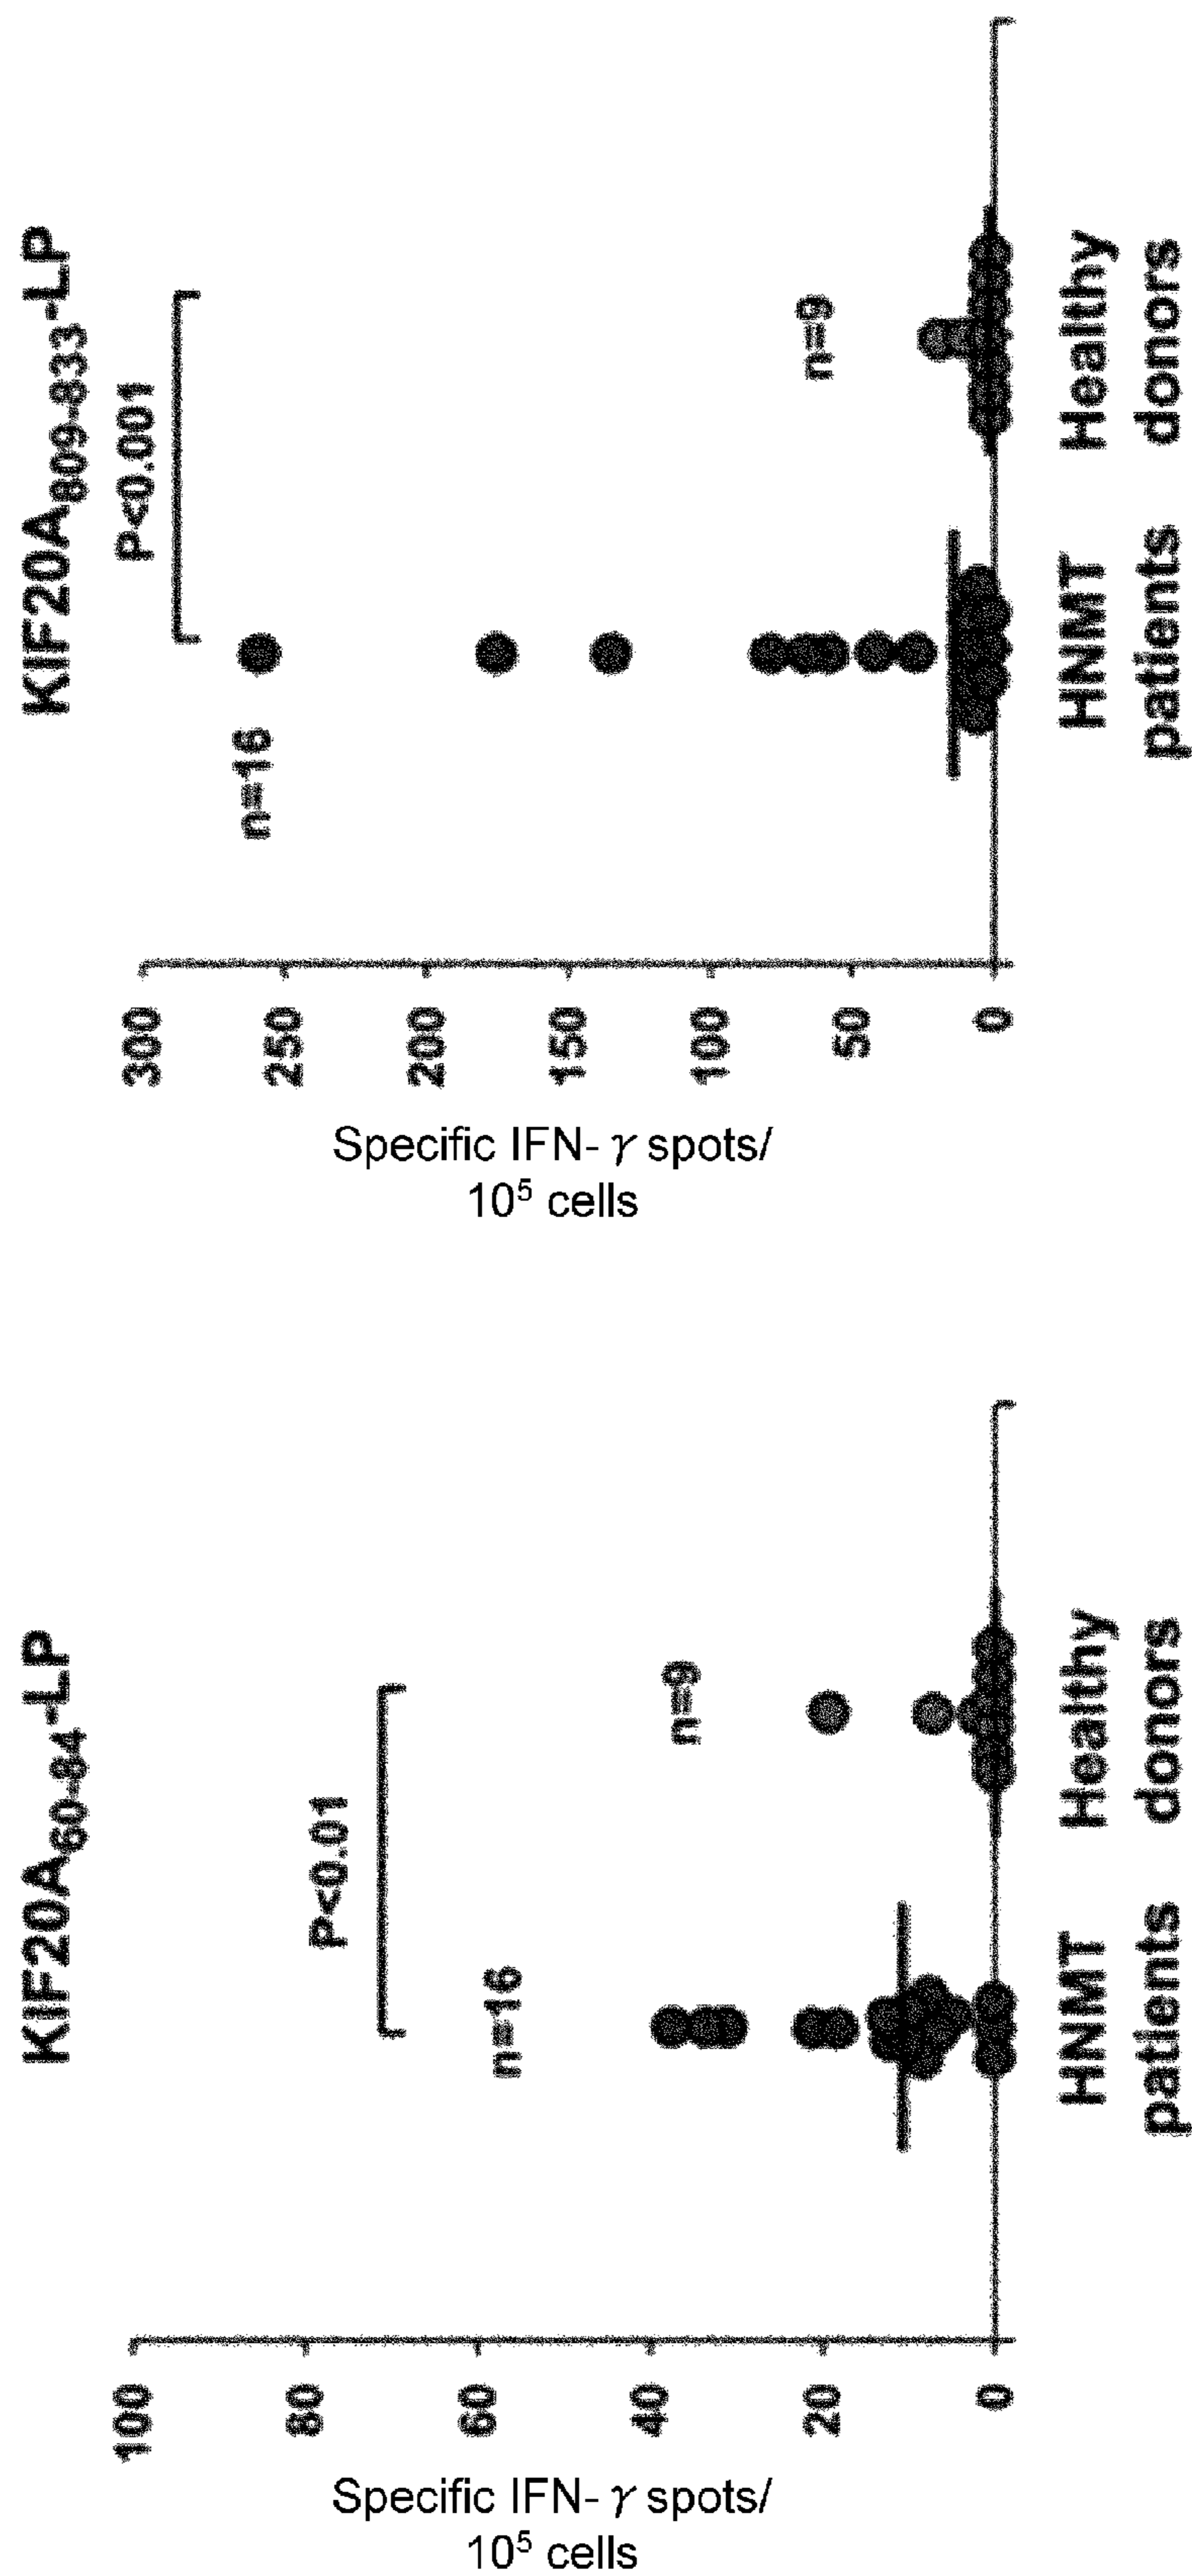 KIF20A60-84-LP
P<0.01
n=16
n=9
100
80
60
40
20
0
Specific IFN-γ spots/
10⁵ cells
HNMT
patients
Healthy
donors
KIF20A809-833-LP
P<0.001
n=16
n=9
300
250
200
150
100
50
0
Specific IFN-γ spots/
10⁵ cells
HNMT
patients
Healthy
donors